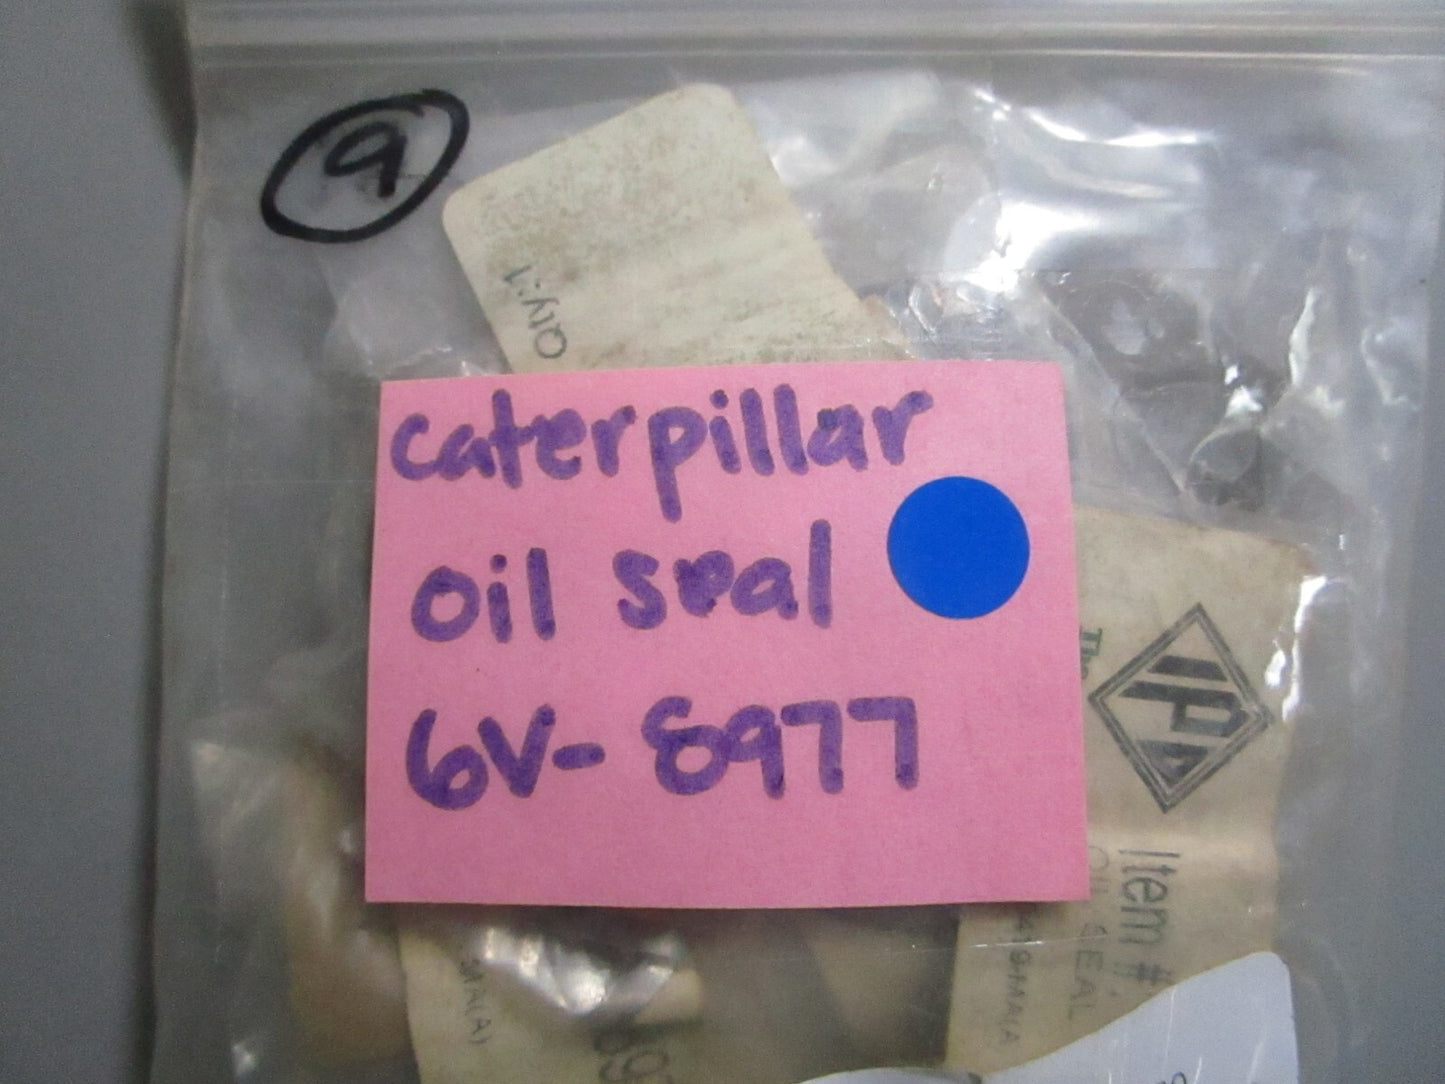 9
Qty:1
caterpillar
oil seal
6V-8977
IPD
Item #:
OIL SEAL